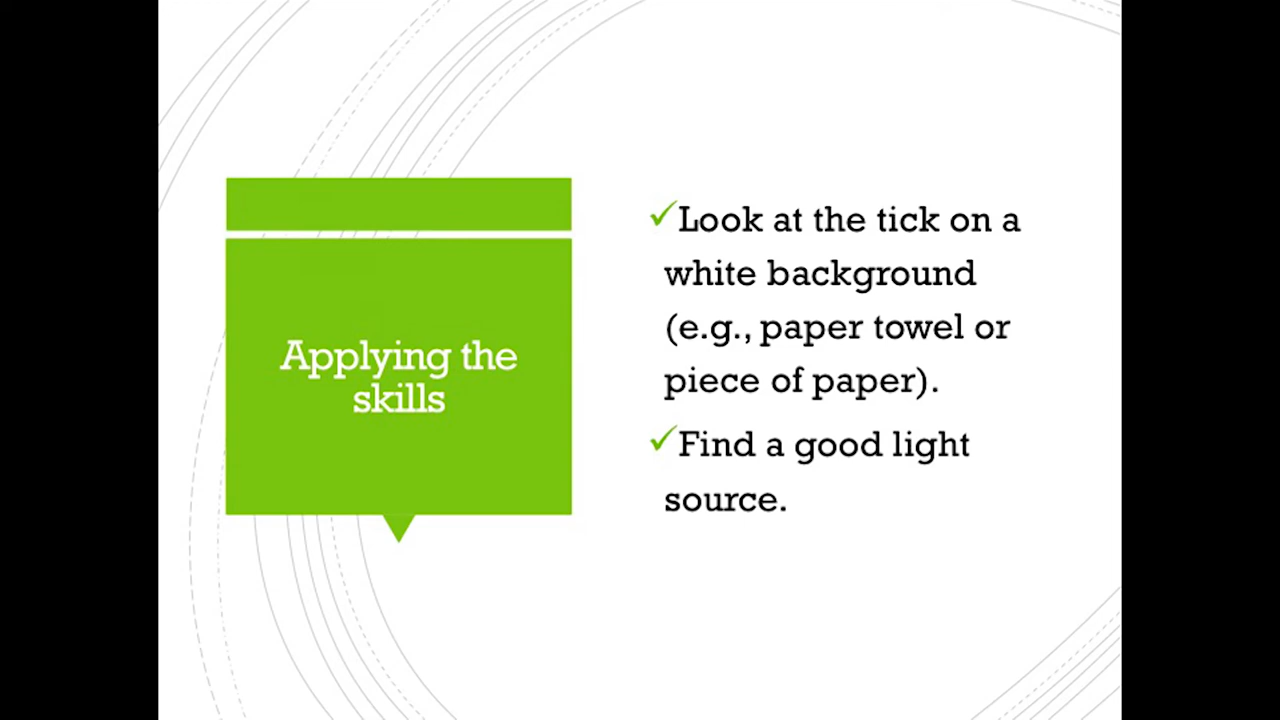 Applying the
skills
✓Look at the tick on a
white background
(e.g., paper towel or
piece of paper).
✓Find a good light
source.